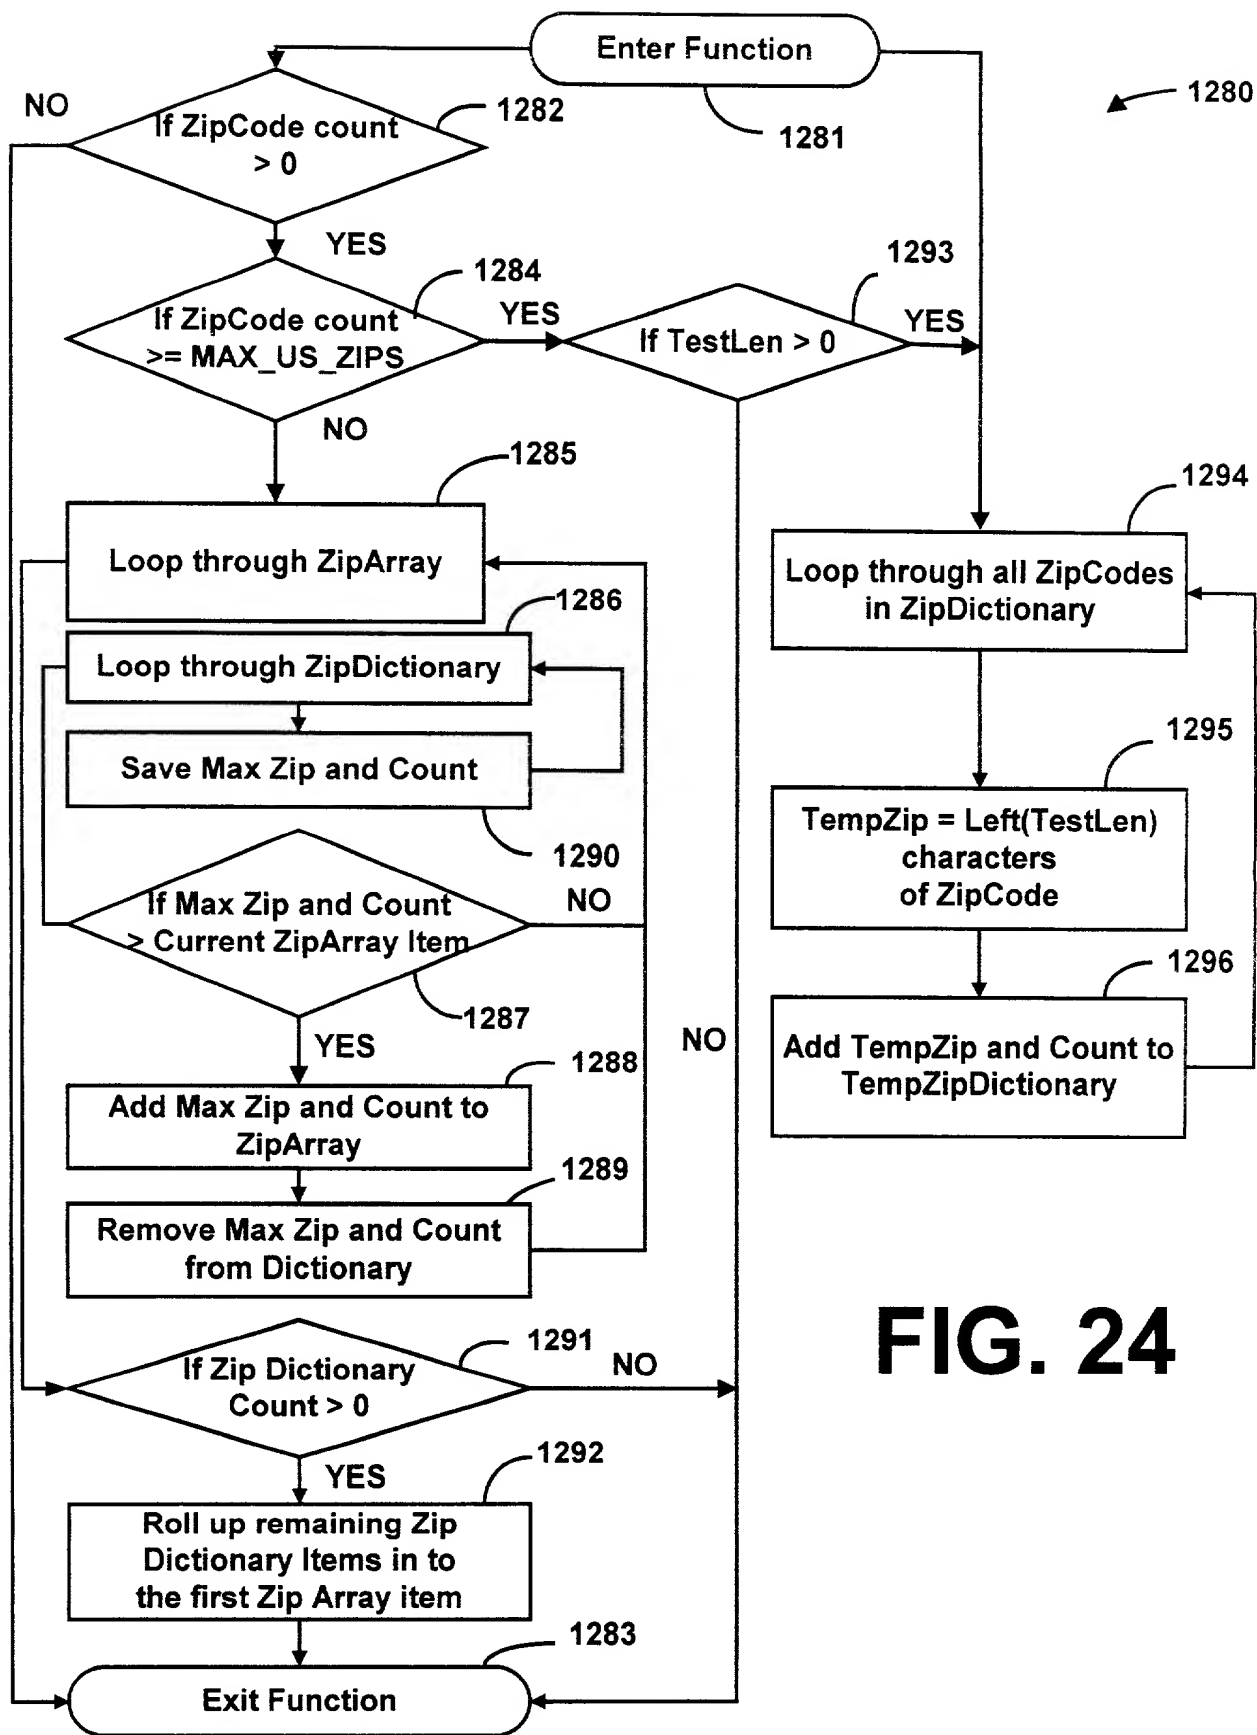 Enter Function
1280
1281
NO
If ZipCode count
> 0
1282
YES
If ZipCode count
>= MAX_US_ZIPS
1284
YES
If TestLen > 0
1293
YES
NO
Loop through ZipArray
1285
Loop through ZipDictionary
1286
Save Max Zip and Count
1290
If Max Zip and Count
> Current ZipArray Item
1287
NO
YES
Add Max Zip and Count to
ZipArray
1288
Remove Max Zip and Count
from Dictionary
1289
NO
If Zip Dictionary
Count > 0
1291
NO
YES
Roll up remaining Zip
Dictionary Items in to
the first Zip Array item
1292
Exit Function
1283
Loop through all ZipCodes
in ZipDictionary
1294
TempZip = Left(TestLen)
characters
of ZipCode
1295
Add TempZip and Count to
TempZipDictionary
1296
FIG. 24